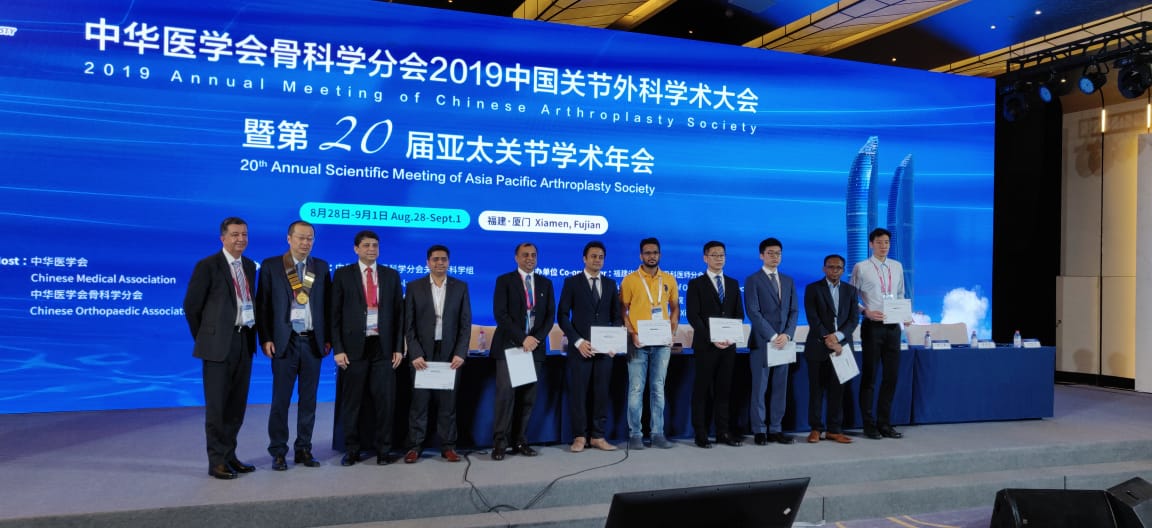 中华医学会骨科学分会2019中国关节外科学术大会
2019 Annual Meeting of Chinese Arthroplasty Society
暨第 20 届亚太关节学术年会
20th Annual Scientific Meeting of Asia Pacific Arthroplasty Society
8月28日-9月1日 Aug.28-Sept.1
福建·厦门 Xiamen, Fujian
中华医学会
Chinese Medical Association
中华医学会骨科学分会
Chinese Orthopaedic